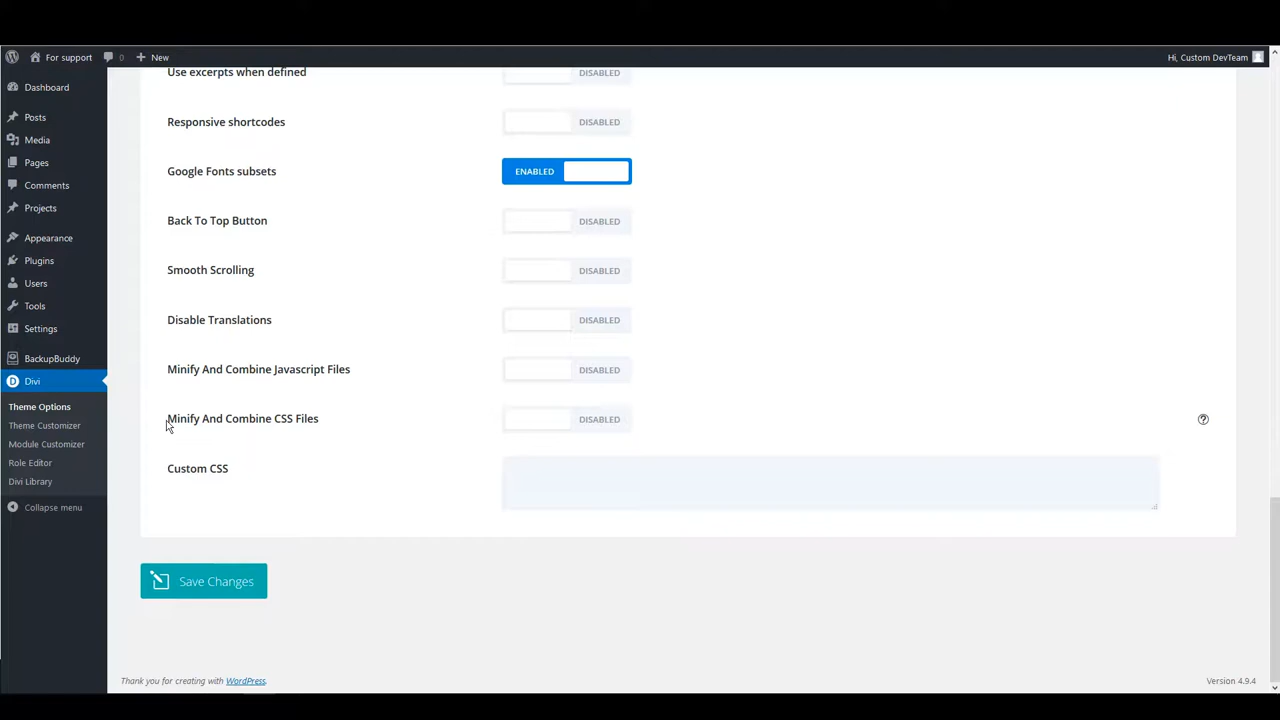 For support 0 New Hi, Custom DevTeam
Dashboard
Posts
Media
Pages
Comments
Projects
Appearance
Plugins
Users
Tools
Settings
BackupBuddy
Divi
Theme Options
Theme Customizer
Module Customizer
Role Editor
Divi Library
Collapse menu
Use excerpts when defined DISABLED
Responsive shortcodes DISABLED
Google Fonts subsets ENABLED
Back To Top Button DISABLED
Smooth Scrolling DISABLED
Disable Translations DISABLED
Minify And Combine Javascript Files DISABLED
Minify And Combine CSS Files DISABLED
Custom CSS
Save Changes
Thank you for creating with WordPress. Version 4.9.4